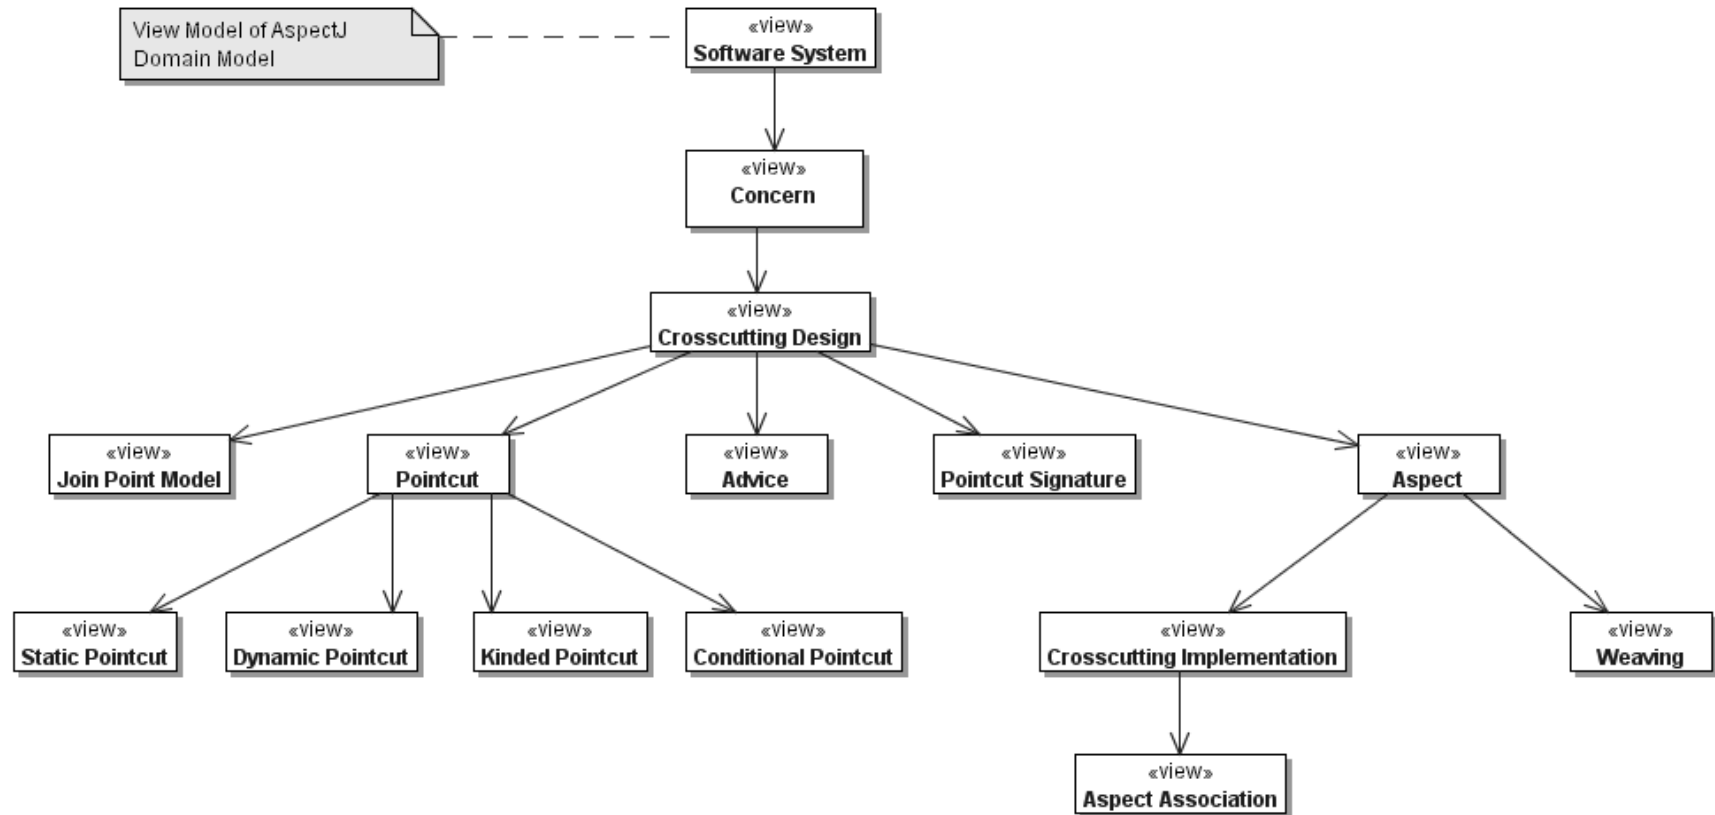 View Model of AspectJ
Domain Model
«view»
Software System
«view»
Concern
«view»
Crosscutting Design
«view»
Join Point Model
«view»
Pointcut
«view»
Advice
«view»
Pointcut Signature
«view»
Aspect
«view»
Static Pointcut
«view»
Dynamic Pointcut
«view»
Kinded Pointcut
«view»
Conditional Pointcut
«view»
Crosscutting Implementation
«view»
Weaving
«view»
Aspect Association